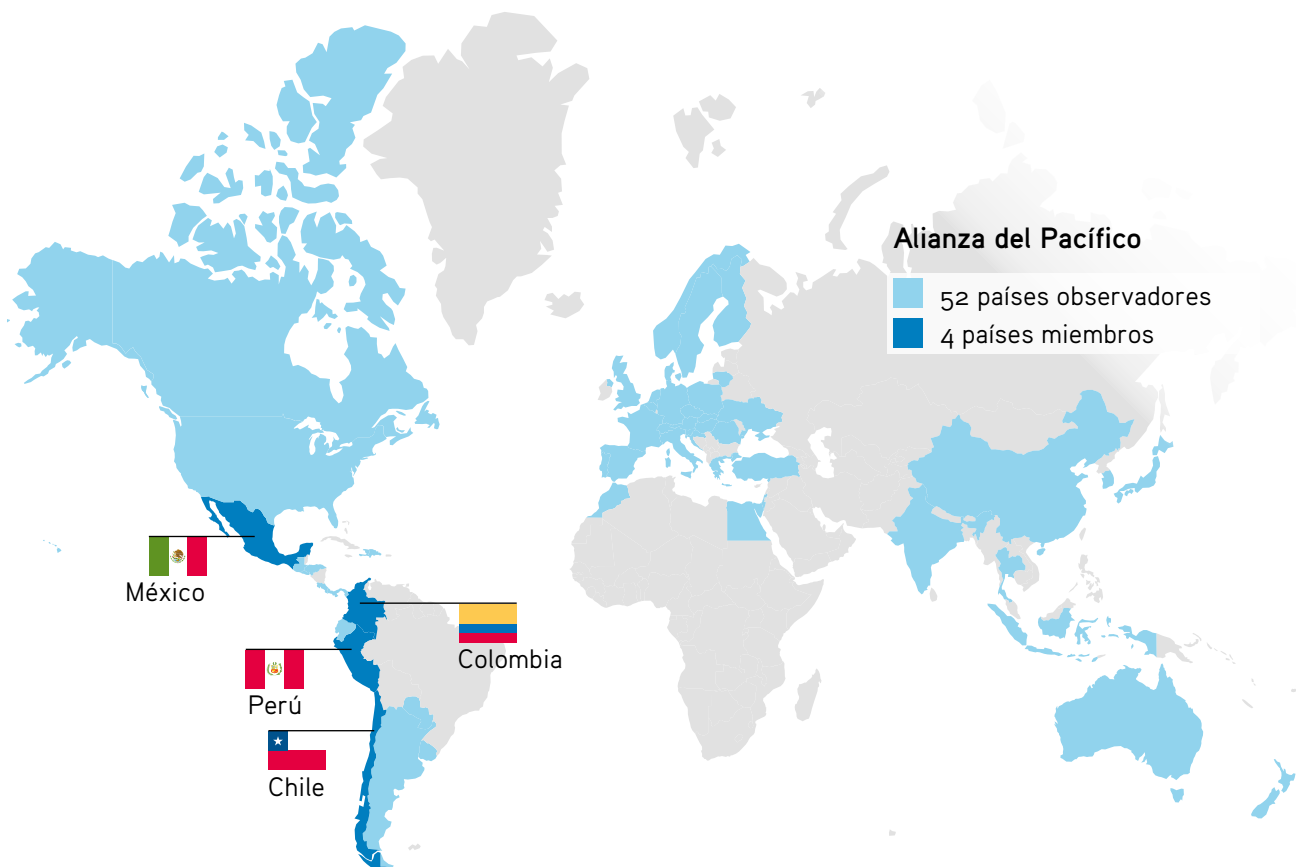 Alianza del Pacífico
52 países observadores
4 países miembros
México
Colombia
Perú
Chile